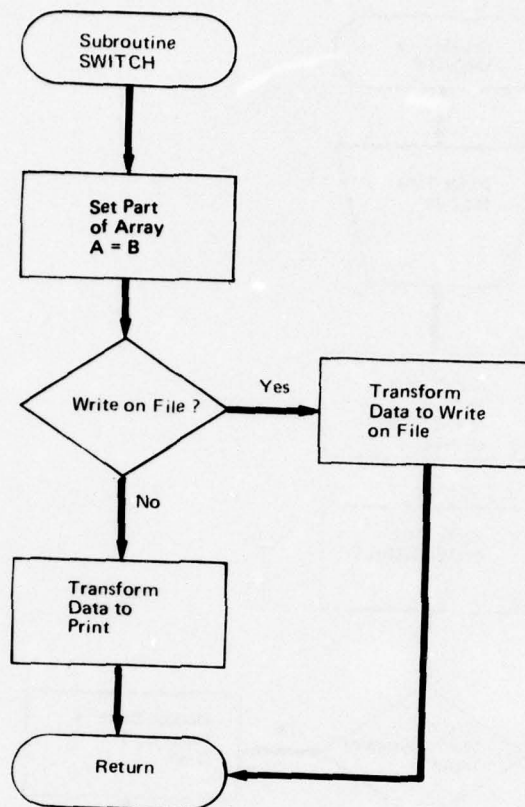 Subroutine
SWITCH
Set Part
of Array
A = B
Write on File ?
Yes
Transform
Data to Write
on File
No
Transform
Data to
Print
Return